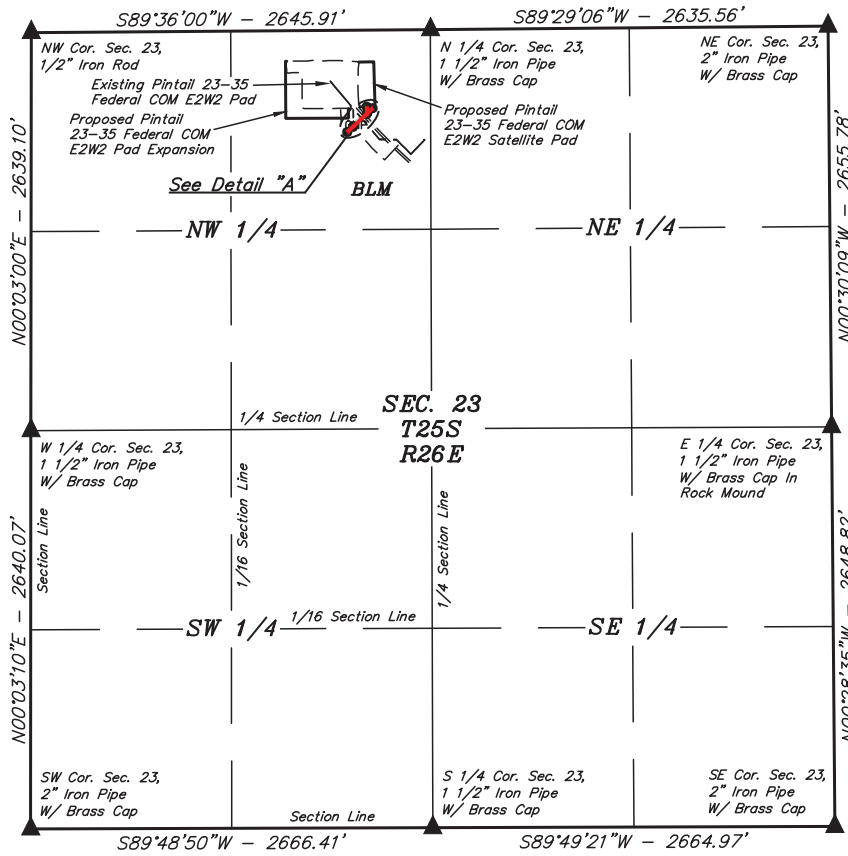 S89°36'00"W - 2645.91'
S89°29'06"W - 2635.56'
NW Cor. Sec. 23,
1/2" Iron Rod
N 1/4 Cor. Sec. 23,
1 1/2" Iron Pipe
W/ Brass Cap
NE Cor. Sec. 23,
2" Iron Pipe
W/ Brass Cap
Existing Pintail 23-35
Federal COM E2W2 Pad
Proposed Pintail
23-35 Federal COM
E2W2 Pad Expansion
Proposed Pintail
23-35 Federal COM
E2W2 Satellite Pad
See Detail "A"
BLM
N00°03'00"E - 2639.10'
N00°30'09"W - 2655.78'
NW 1/4
NE 1/4
1/4 Section Line
SEC. 23
T25S
R26E
W 1/4 Cor. Sec. 23,
1 1/2" Iron Pipe
W/ Brass Cap
E 1/4 Cor. Sec. 23,
1 1/2" Iron Pipe
W/ Brass Cap In
Rock Mound
N00°03'10"E - 2640.07'
Section Line
1/16 Section Line
1/4 Section Line
N00°28'35"W - 2648.82'
1/16 Section Line
SW 1/4
SE 1/4
SW Cor. Sec. 23,
2" Iron Pipe
W/ Brass Cap
S 1/4 Cor. Sec. 23,
1 1/2" Iron Pipe
W/ Brass Cap
SE Cor. Sec. 23,
2" Iron Pipe
W/ Brass Cap
Section Line
S89°48'50"W - 2666.41'
S89°49'21"W - 2664.97'